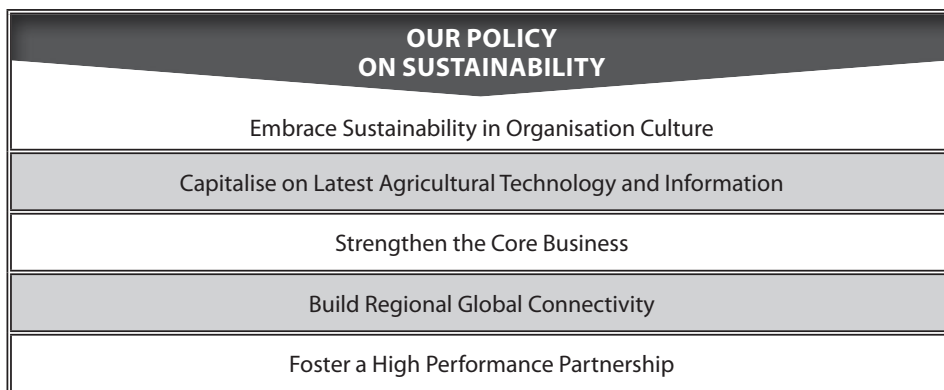 OUR POLICY
ON SUSTAINABILITY
Embrace Sustainability in Organisation Culture
Capitalise on Latest Agricultural Technology and Information
Strengthen the Core Business
Build Regional Global Connectivity
Foster a High Performance Partnership